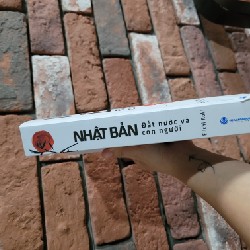 NHẬT BẢN
Đất nước và
con người